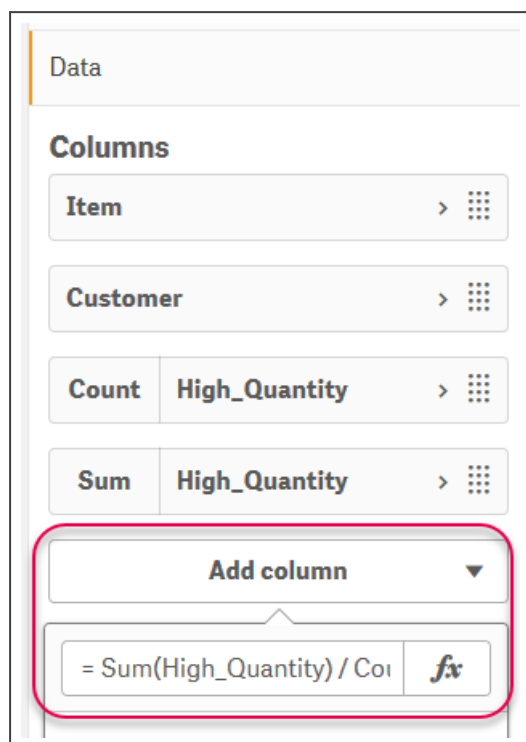 Data
Columns
Item
Customer
Count High_Quantity
Sum High_Quantity
Add column
= Sum(High_Quantity) / Cou fx